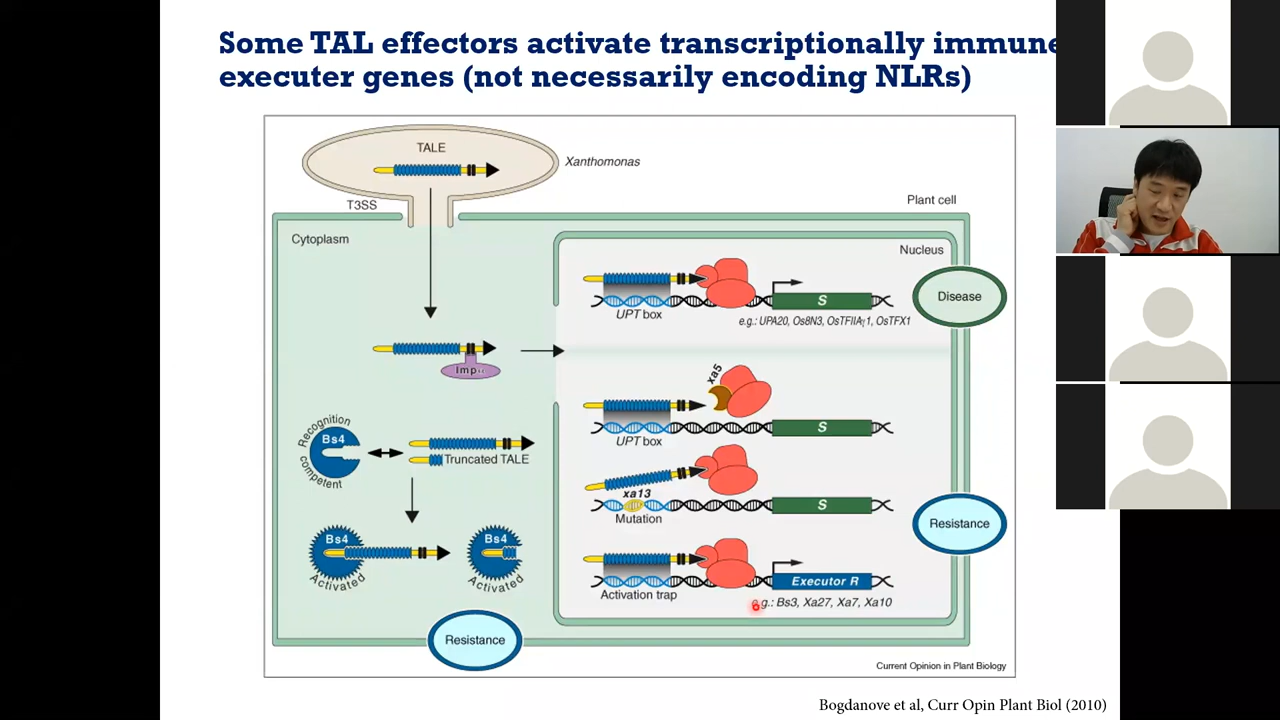 Some TAL effectors activate transcriptionally immune
executer genes (not necessarily encoding NLRs)
TALE
Xanthomonas
T3SS
Plant cell
Cytoplasm
Nucleus
S
Disease
UPT box
e.g.: UPA20, Os8N3, OsTFIIAγ1, OsTFX1
Impα
xa5
S
UPT box
Recognition
Bs4
competent
Truncated TALE
xa13
S
Mutation
Resistance
Bs4
Activated
Bs4
Activated
Executor R
Activation trap
e.g.: Bs3, Xa27, Xa7, Xa10
Resistance
Current Opinion in Plant Biology
Bogdanove et al, Curr Opin Plant Biol (2010)